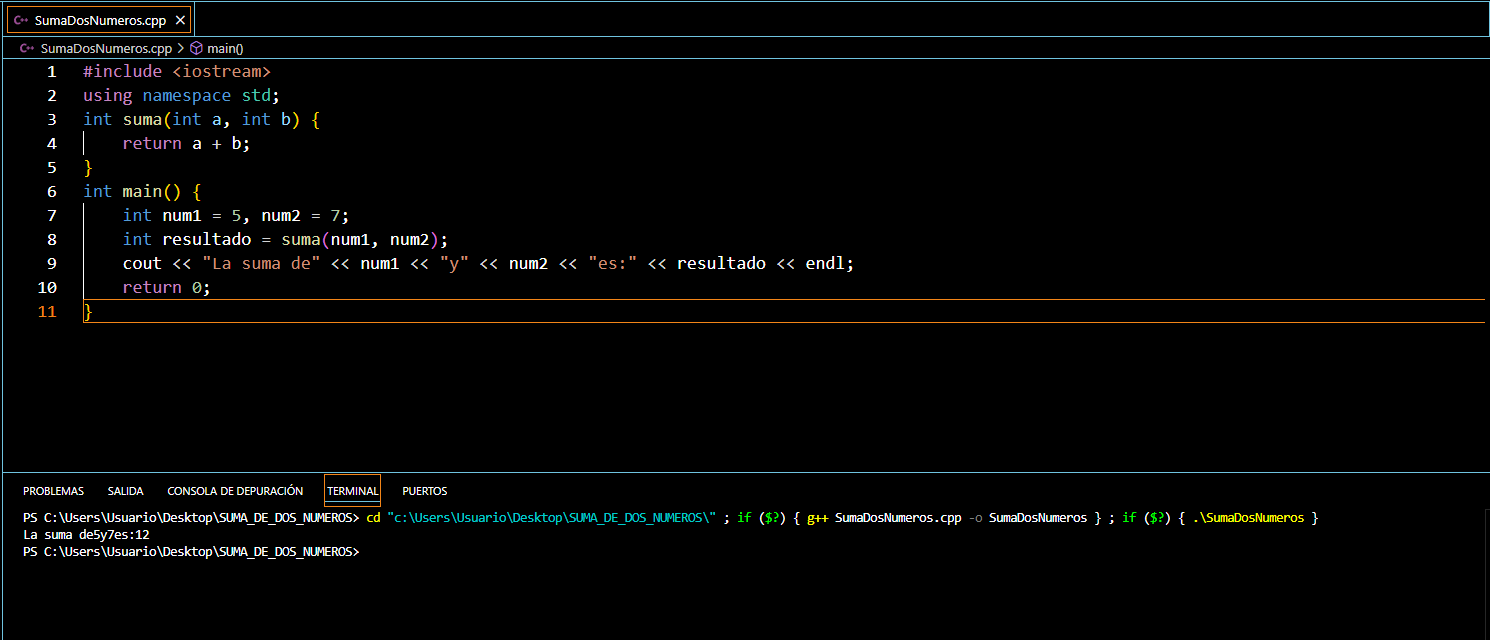 C++ SumaDosNumeros.cpp ×
C++ SumaDosNumeros.cpp > main()
1 #include <iostream>
2 using namespace std;
3 int suma(int a, int b) {
4     return a + b;
5 }
6 int main() {
7     int num1 = 5, num2 = 7;
8     int resultado = suma(num1, num2);
9     cout << "La suma de" << num1 << "y" << num2 << "es:" << resultado << endl;
10     return 0;
11 }
PROBLEMAS SALIDA CONSOLA DE DEPURACIÓN TERMINAL PUERTOS
PS C:\Users\Usuario\Desktop\SUMA_DE_DOS_NUMEROS> cd "c:\Users\Usuario\Desktop\SUMA_DE_DOS_NUMEROS\" ; if ($?) { g++ SumaDosNumeros.cpp -o SumaDosNumeros } ; if ($?) { .\SumaDosNumeros }
La suma de5y7es:12
PS C:\Users\Usuario\Desktop\SUMA_DE_DOS_NUMEROS>